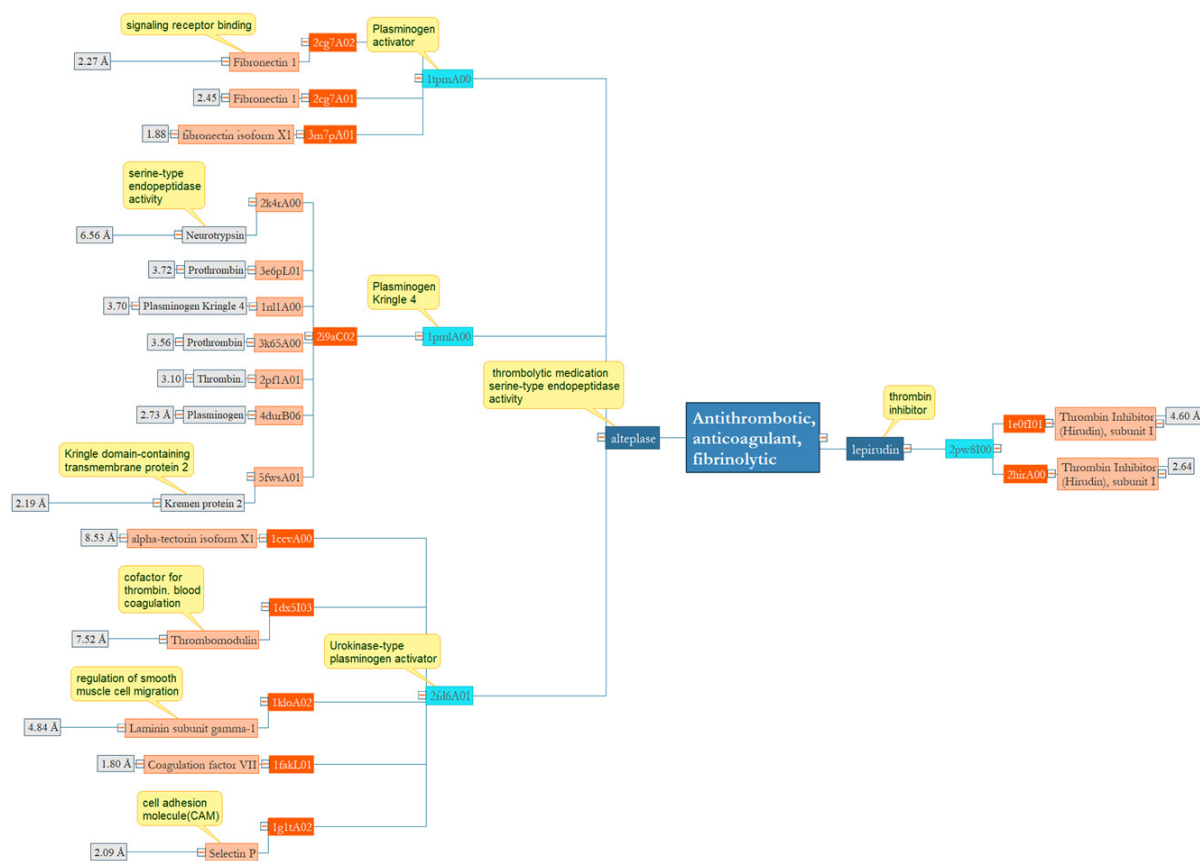 signaling receptor binding
2cg7A02
Plasminogen
activator
2.27 Å
Fibronectin 1
1tpmA00
2.45
Fibronectin 1
2cg7A01
1.88
fibronectin isoform X1
3m7pA01
serine-type
endopeptidase
activity
2k4rA00
6.56 Å
Neurotrypsin
3.72
Prothrombin
3e6pL01
Plasminogen
Kringle 4
3.70
Plasminogen Kringle 4
1nl1A00
2i9aC02
1pmlA00
3.56
Prothrombin
3k65A00
3.10
Thrombin.
2pf1A01
2.73 Å
Plasminogen
4durB06
Kringle domain-containing
transmembrane protein 2
5fwsA01
2.19 Å
Kremen protein 2
thrombolytic medication
serine-type endopeptidase
activity
alteplase
Antithrombotic,
anticoagulant,
fibrinolytic
thrombin
inhibitor
lepirudin
2pw8I00
1e0fI01
Thrombin Inhibitor
(Hirudin), subunit I
4.60 Å
2hirA00
Thrombin Inhibitor
(Hirudin), subunit I
2.64
8.53 Å
alpha-tectorin isoform X1
1ccvA00
cofactor for
thrombin. blood
coagulation
1dx5I03
7.52 Å
Thrombomodulin
Urokinase-type
plasminogen activator
2fd6A01
regulation of smooth
muscle cell migration
1kloA02
4.84 Å
Laminin subunit gamma-1
1.80 Å
Coagulation factor VII
1fakL01
cell adhesion
molecule(CAM)
1g1tA02
2.09 Å
Selectin P